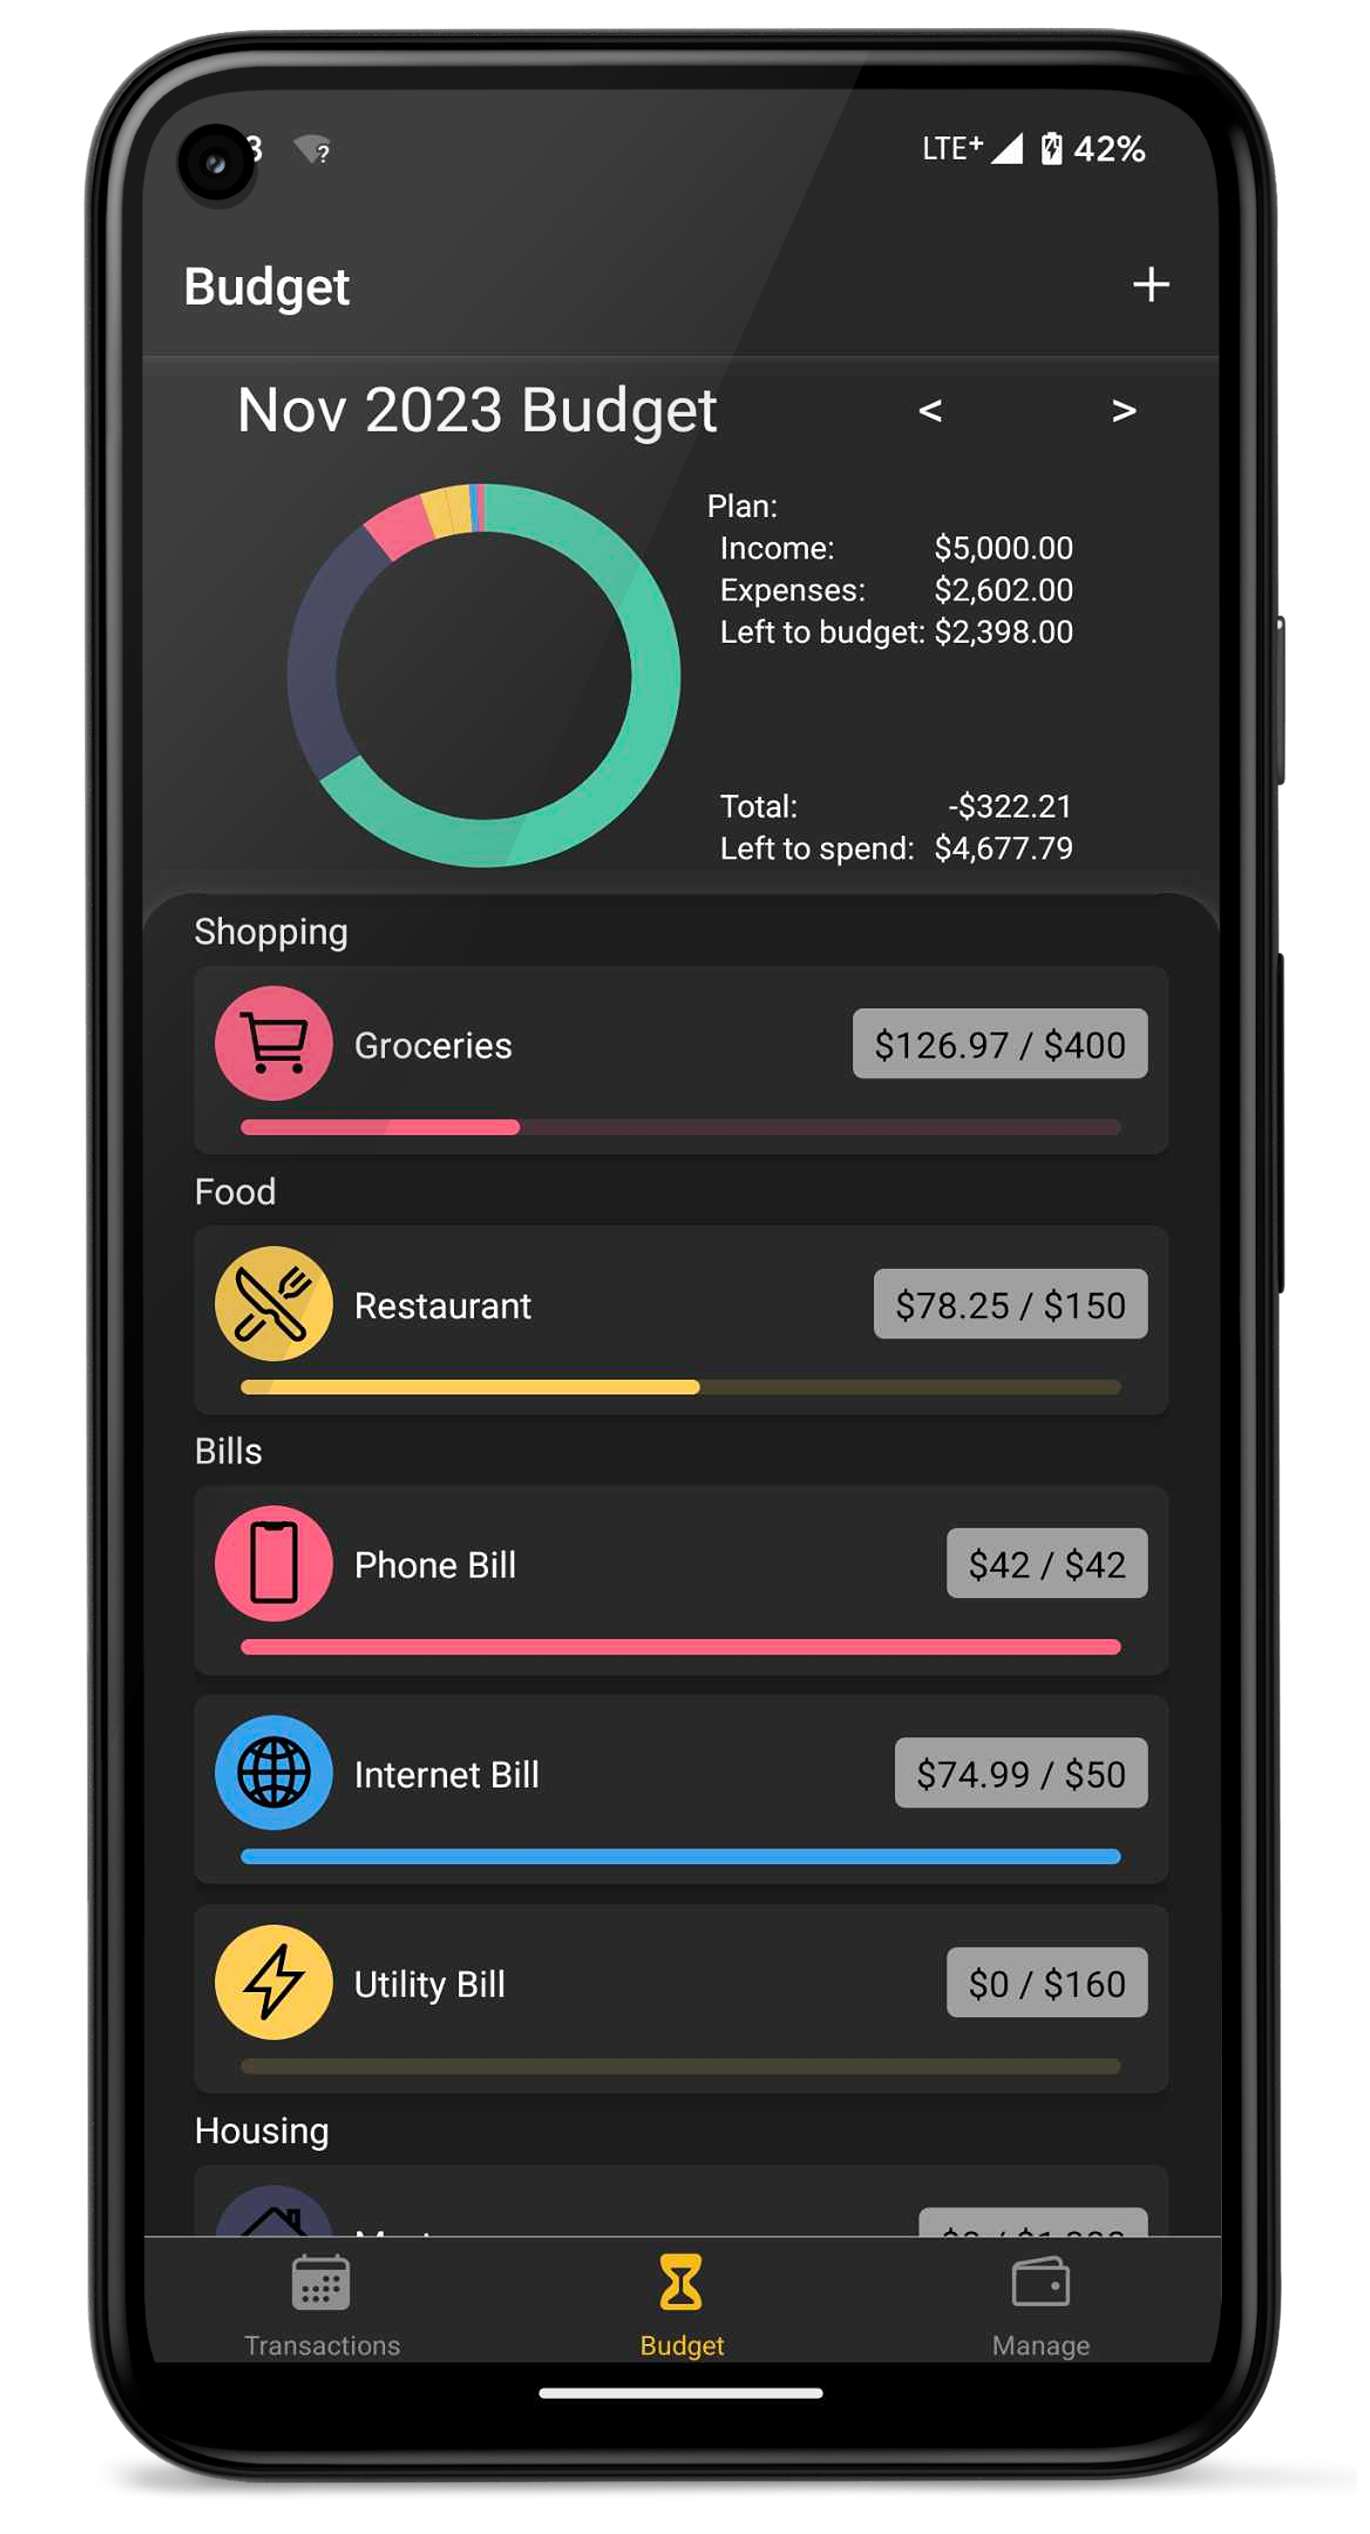 3 ? LTE+ 42%
Budget +
Nov 2023 Budget < >
Plan:
Income: $5,000.00
Expenses: $2,602.00
Left to budget: $2,398.00
Total: -$322.21
Left to spend: $4,677.79
Shopping
Groceries $126.97 / $400
Food
Restaurant $78.25 / $150
Bills
Phone Bill $42 / $42
Internet Bill $74.99 / $50
Utility Bill $0 / $160
Housing
Transactions Budget Manage